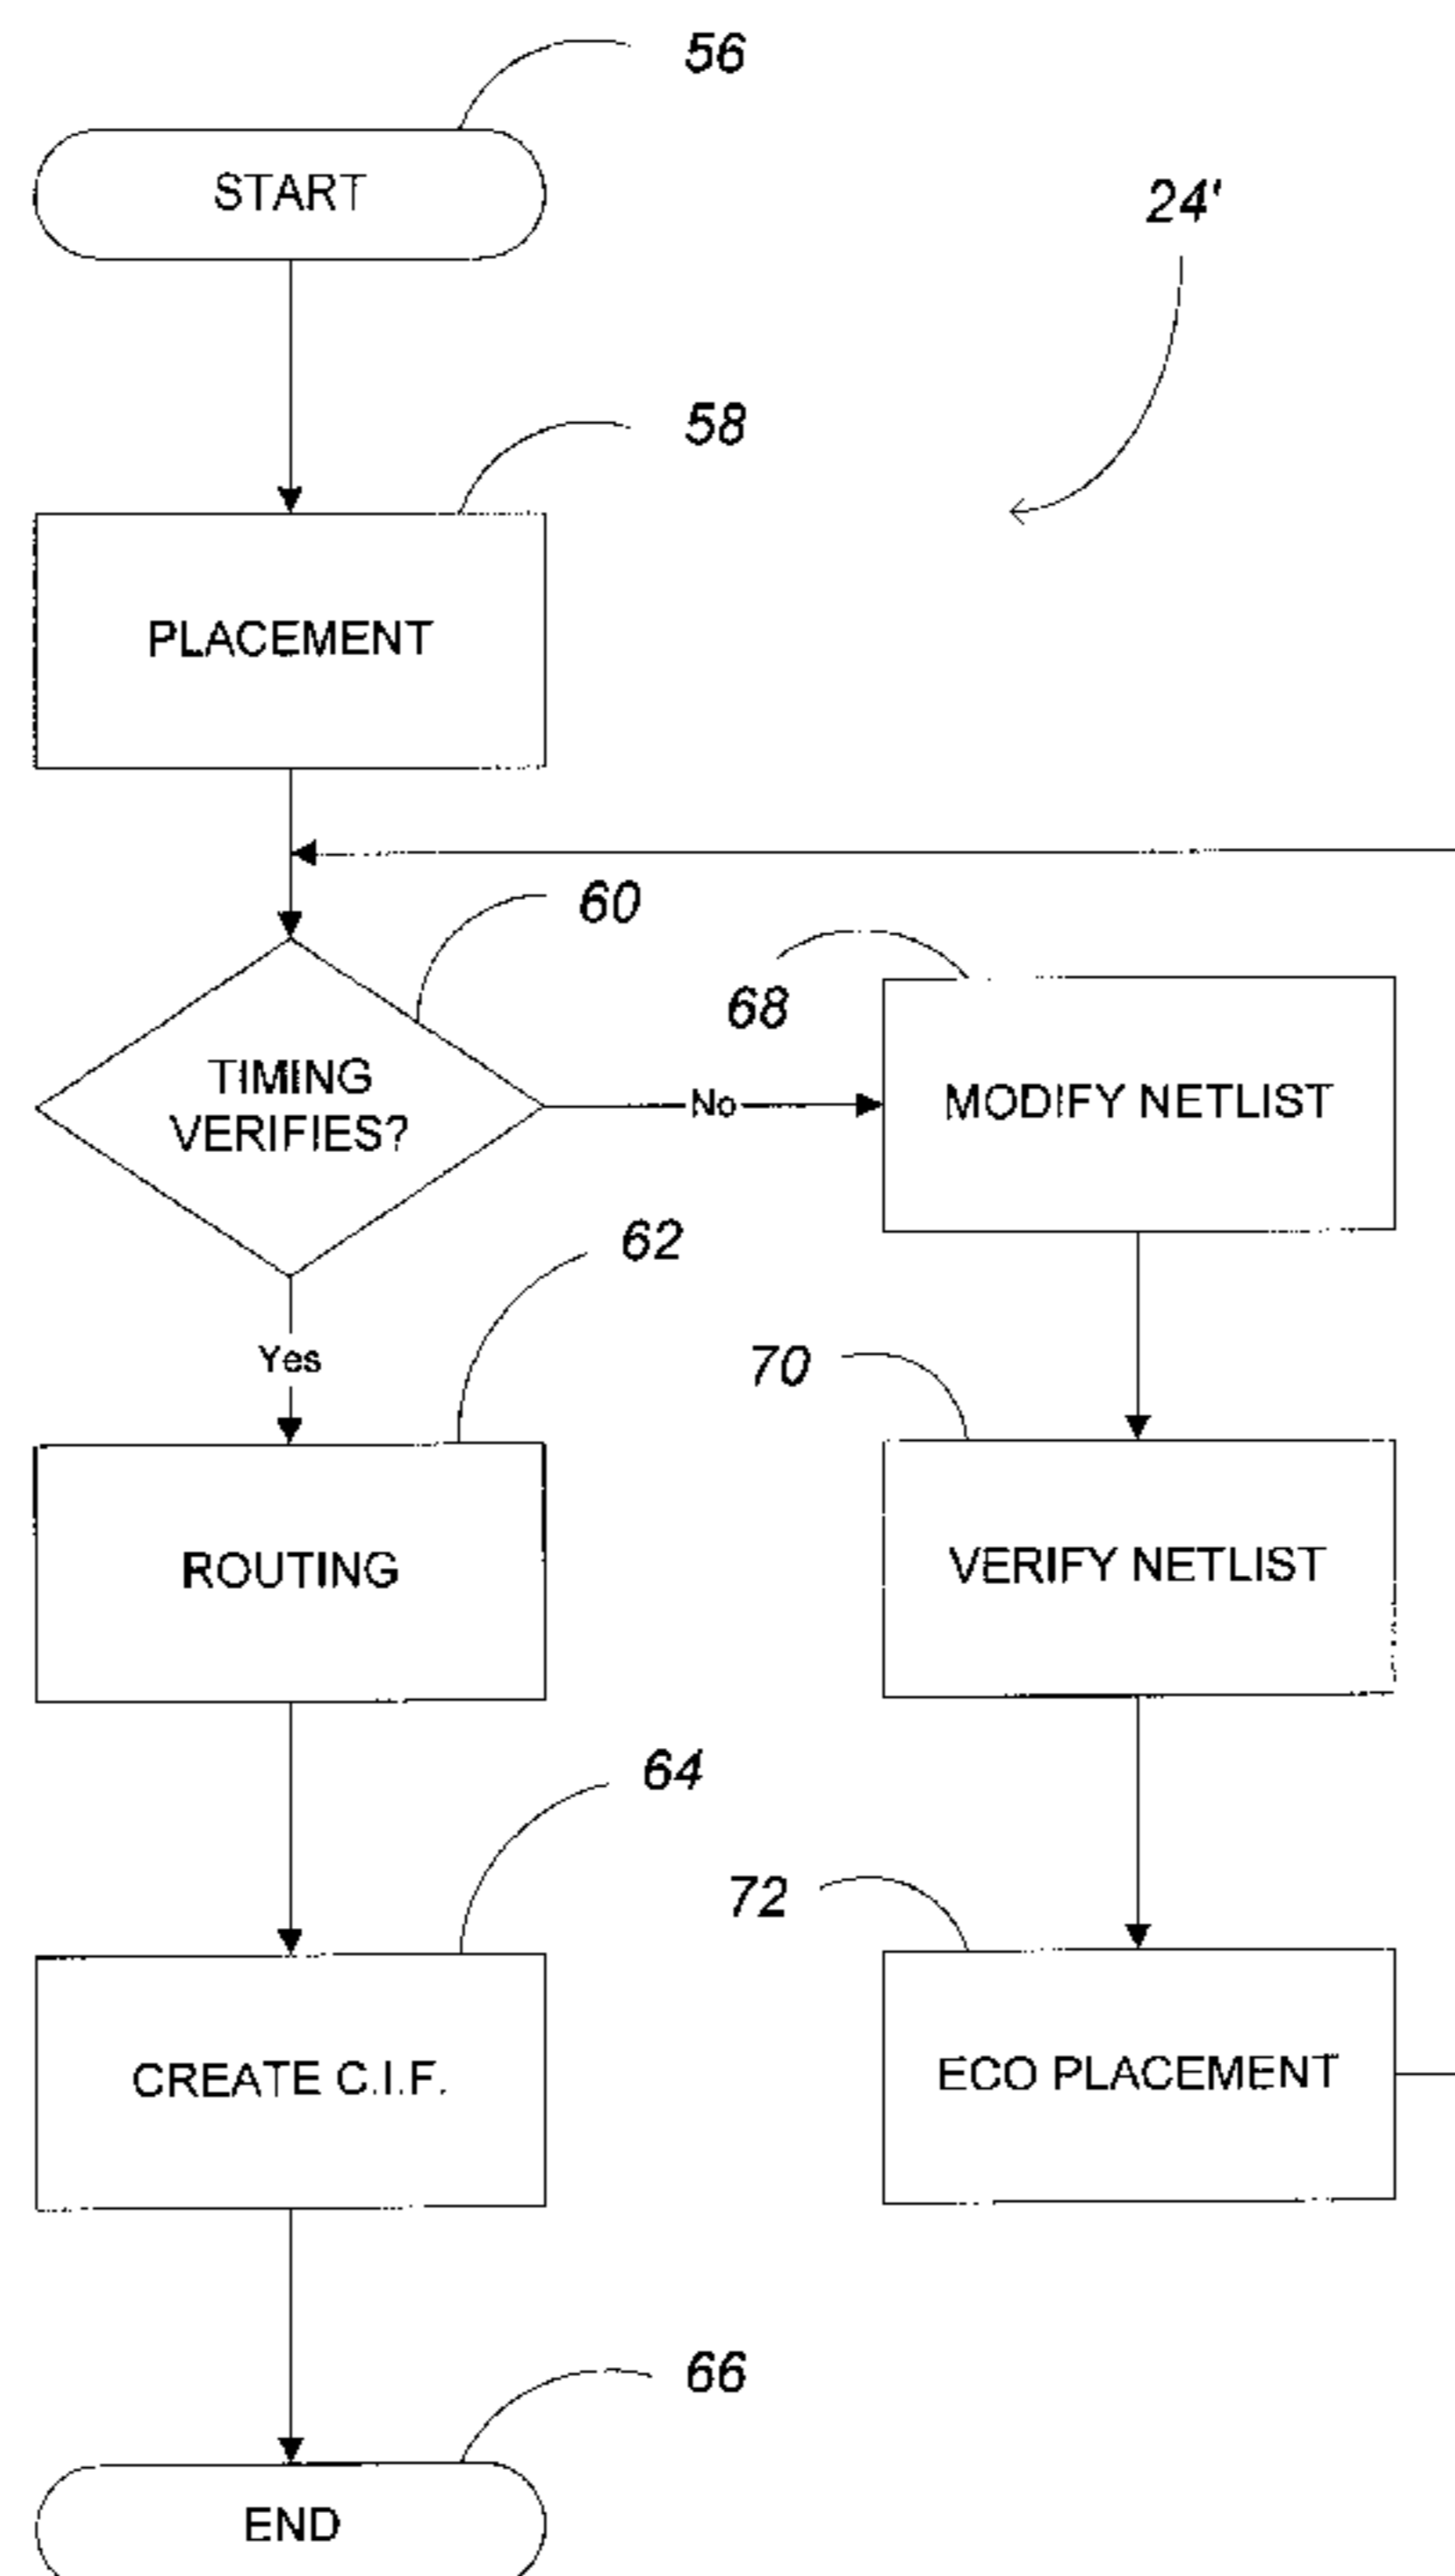 56
START
24'
58
PLACEMENT
60
68
TIMING
VERIFIES?
No
MODIFY NETLIST
62
Yes
70
ROUTING
VERIFY NETLIST
64
72
CREATE C.I.F.
ECO PLACEMENT
66
END